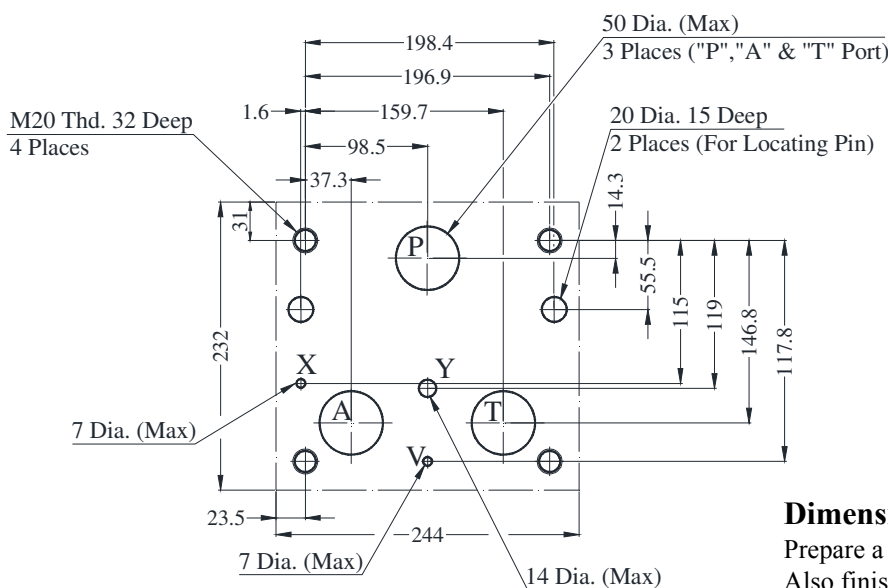 50 Dia. (Max)
3 Places ("P","A" & "T" Port)
198.4
196.9
M20 Thd. 32 Deep
4 Places
1.6
159.7
20 Dia. 15 Deep
2 Places (For Locating Pin)
98.5
37.3
14.3
31
P
55.5
115
119
146.8
117.8
232
X
Y
A
T
7 Dia. (Max)
V
23.5
244
7 Dia. (Max)
14 Dia. (Max)
Prepare a
Also finis